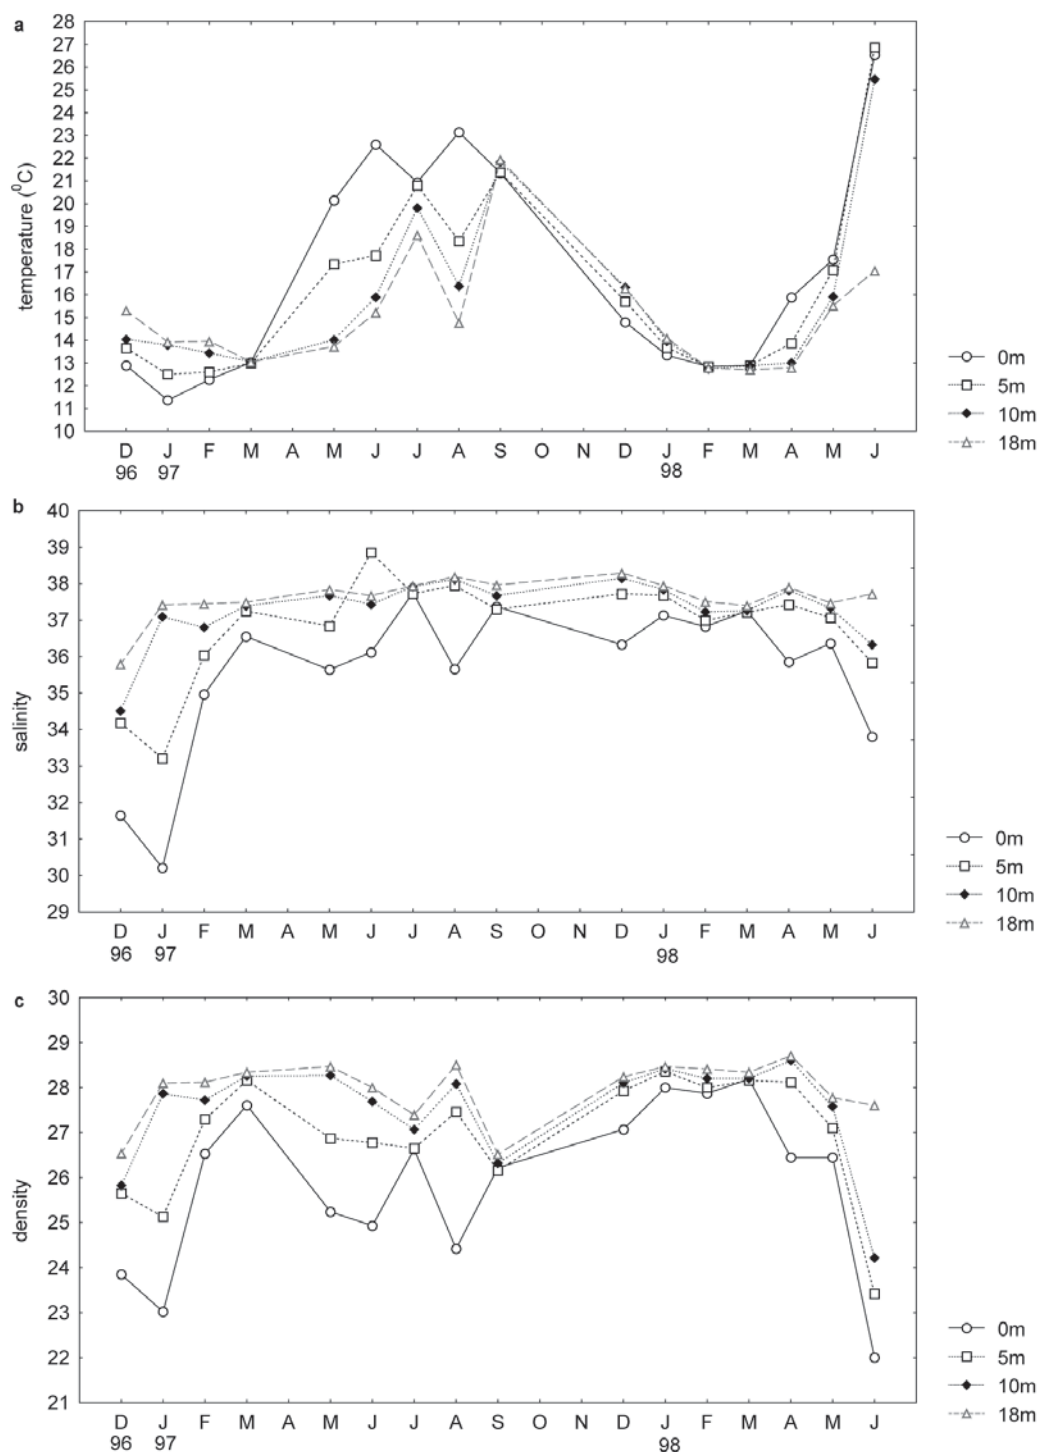 a
temperature (⁰C)
28
27
26
25
24
23
22
21
20
19
18
17
16
15
14
13
12
11
10
D J F M A M J J A S O N D J F M A M J
96 97 98
0m
5m
10m
18m
b
salinity
40
39
38
37
36
35
34
33
32
31
30
29
D J F M A M J J A S O N D J F M A M J
96 97 98
0m
5m
10m
18m
c
density
30
29
28
27
26
25
24
23
22
21
D J F M A M J J A S O N D J F M A M J
96 97 98
0m
5m
10m
18m